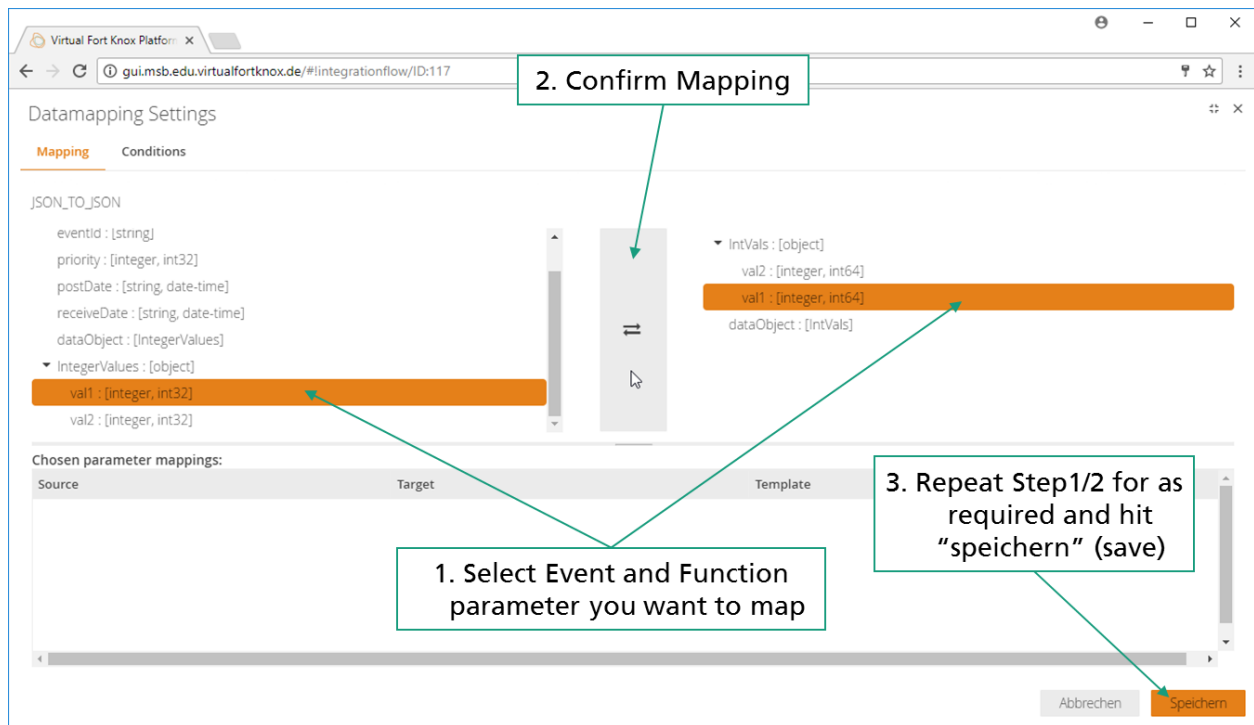 Virtual Fort Knox Platform
gui.msb.edu.virtualfortknox.de/#!integrationflow/ID:117
2. Confirm Mapping
Datamapping Settings
Mapping Conditions
JSON_TO_JSON
eventId : [string]
priority : [integer, int32]
postDate : [string, date-time]
receiveDate : [string, date-time]
dataObject : [IntegerValues]
IntegerValues : [object]
val1 : [integer, int32]
val2 : [integer, int32]
IntVals : [object]
val2 : [integer, int64]
val1 : [integer, int64]
dataObject : [IntVals]
Chosen parameter mappings:
Source Target Template
1. Select Event and Function
parameter you want to map
3. Repeat Step1/2 for as
required and hit
“speichern” (save)
Abbrechen Speichern